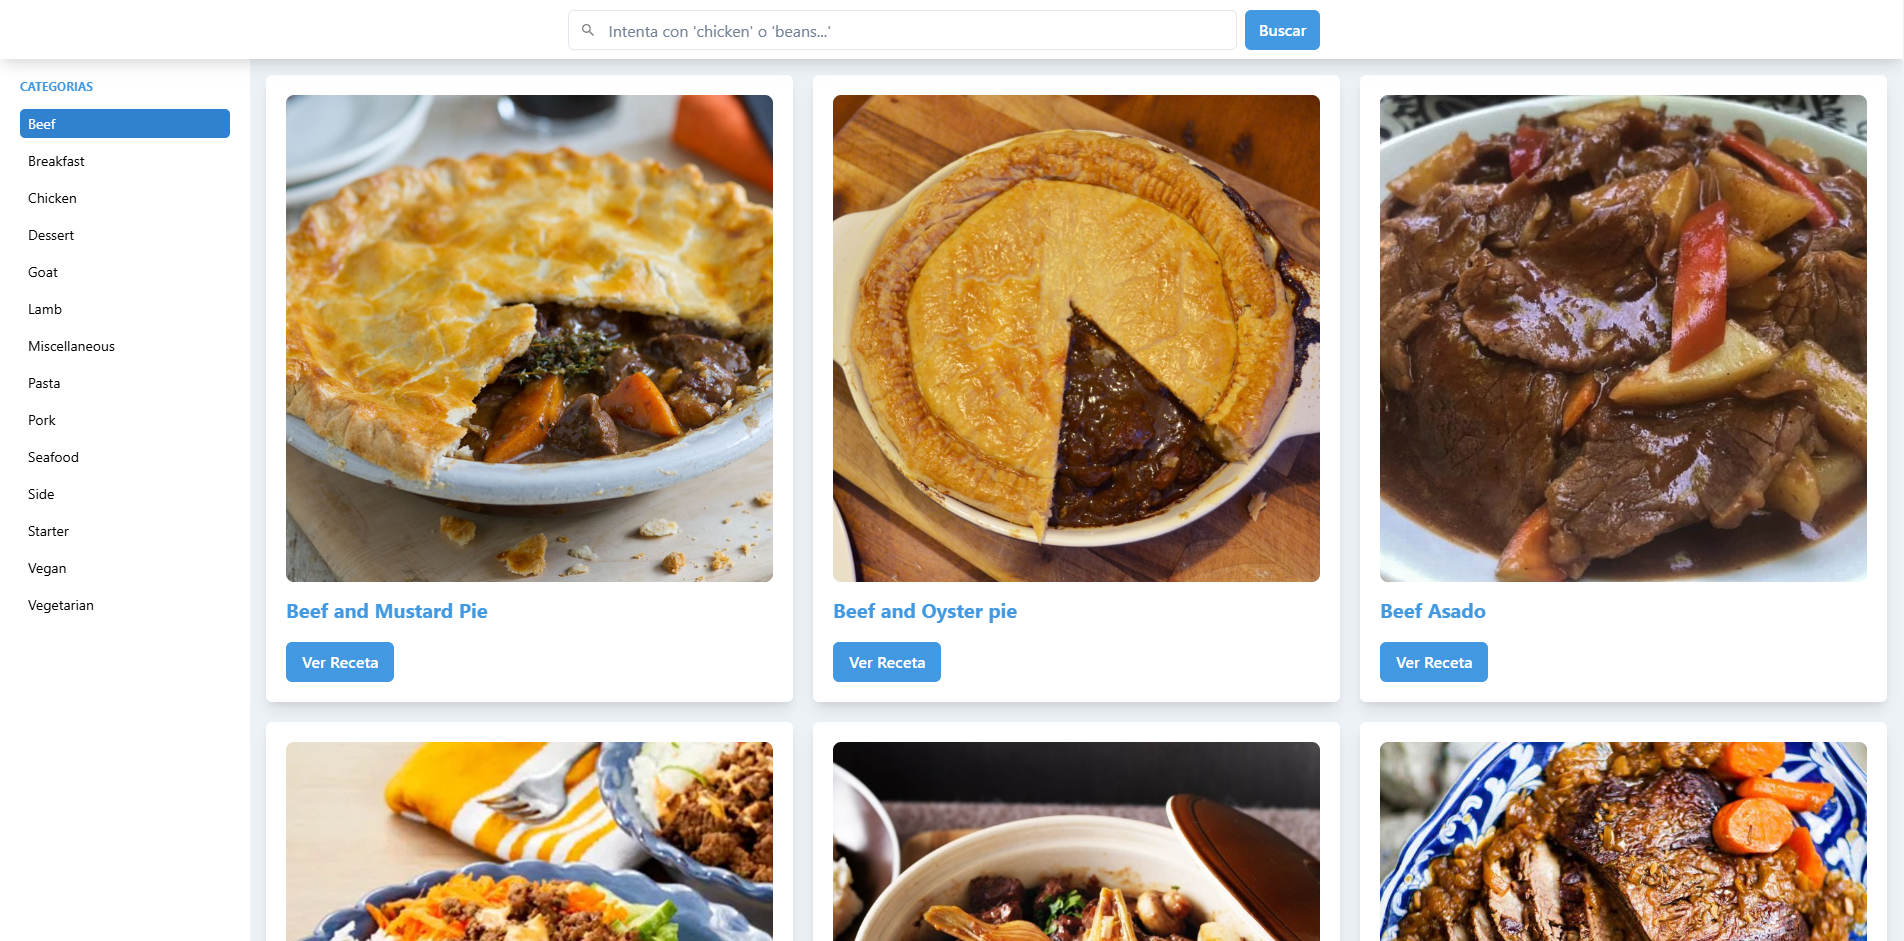 Intenta con 'chicken' o 'beans...'
Buscar
CATEGORIAS
Beef
Breakfast
Chicken
Dessert
Goat
Lamb
Miscellaneous
Pasta
Pork
Seafood
Side
Starter
Vegan
Vegetarian
Beef and Mustard Pie
Ver Receta
Beef and Oyster pie
Ver Receta
Beef Asado
Ver Receta